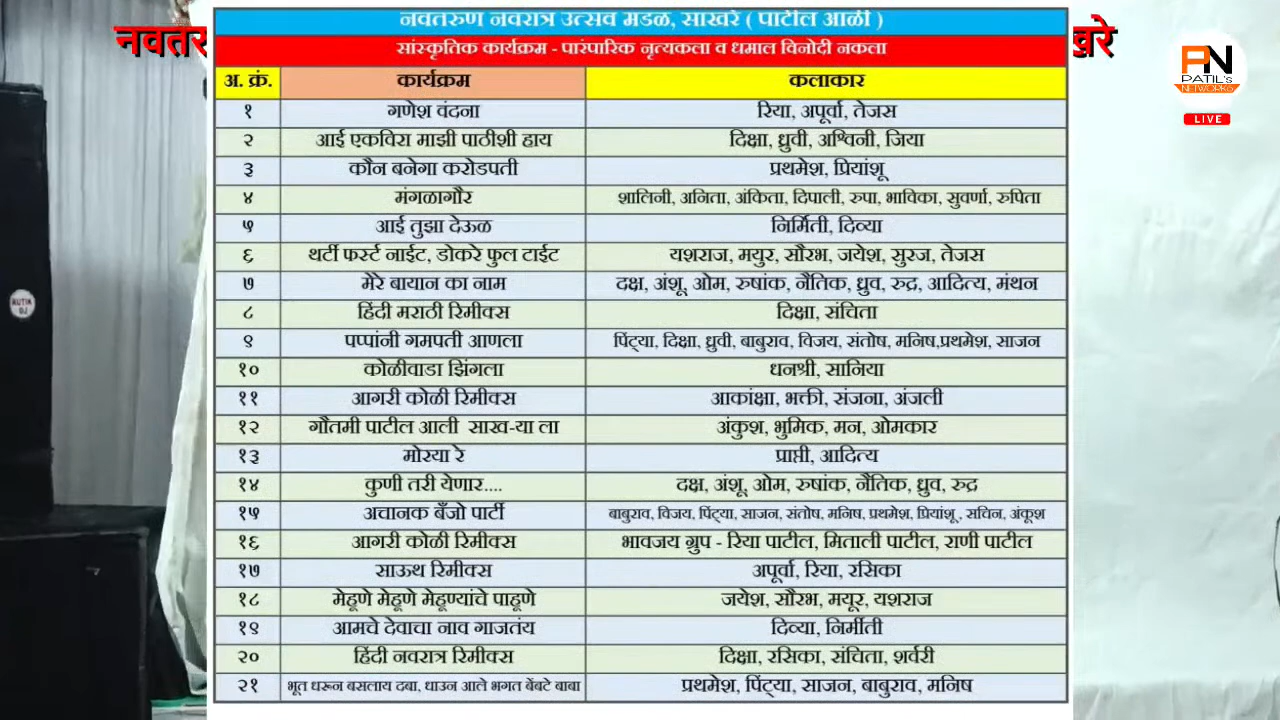 नवतरुण नवरात्र उत्सव मंडळ, साखरे ( पाटील आळी )
सांस्कृतिक कार्यक्रम - पारंपारिक नृत्यकला व धमाल विनोदी नकला
अ. क्रं. कार्यक्रम कलाकार
१ गणेश वंदना रिया, अपूर्वा, तेजस
२ आई एकविरा माझी पाठीशी हाय दिक्षा, ध्रुवी, अश्विनी, जिया
३ कौन बनेगा करोडपती प्रथमेश, प्रियांशू
४ मंगळागौर शालिनी, अनिता, अंकिता, दिपाली, रुपा, भाविका, सुवर्णा, रुपिता
५ आई तुझा देऊळ निर्मिती, दिव्या
६ थर्टी फर्स्ट नाईट, डोकरे फुल टाईट यशराज, मयुर, सौरभ, जयेश, सुरज, तेजस
७ मेरे बायान का नाम दक्ष, अंशू, ओम, रुषांक, नैतिक, ध्रुव, रुद्र, आदित्य, मंथन
८ हिंदी मराठी रिमीक्स दिक्षा, संचिता
९ पप्पांनी गमपती आणला पिंट्या, दिक्षा, ध्रुवी, बाबुराव, विजय, संतोष, मनिष,प्रथमेश, साजन
१० कोळीवाडा झिंगला धनश्री, सानिया
११ आगरी कोळी रिमीक्स आकांक्षा, भक्ती, संजना, अंजली
१२ गौतमी पाटील आली साख-या ला अंकुश, भुमिक, मन, ओमकार
१३ मोरया रे प्राप्ती, आदित्य
१४ कुणी तरी येणार.... दक्ष, अंशू, ओम, रुषांक, नैतिक, ध्रुव, रुद्र
१५ अचानक बँजो पार्टी बाबुराव, विजय, पिंट्या, साजन, संतोष, मनिष, प्रथमेश, प्रियांशू , सचिन, अंकूश
१६ आगरी कोळी रिमीक्स भावजय ग्रुप - रिया पाटील, मिताली पाटील, राणी पाटील
१७ साऊथ रिमीक्स अपूर्वा, रिया, रसिका
१८ मेहूणे मेहूणे मेहूण्यांचे पाहूणे जयेश, सौरभ, मयूर, यशराज
१९ आमचे देवाचा नाव गाजतंय दिव्या, निर्मीती
२० हिंदी नवरात्र रिमीक्स दिक्षा, रसिका, संचिता, शर्वरी
२१ भूत धरून बसलाय दबा, धाउन आले भगत बेंबटे बाबा प्रथमेश, पिंट्या, साजन, बाबुराव, मनिष
PN
PATIL's
NETWORKS
LIVE
RUTIK
DJ